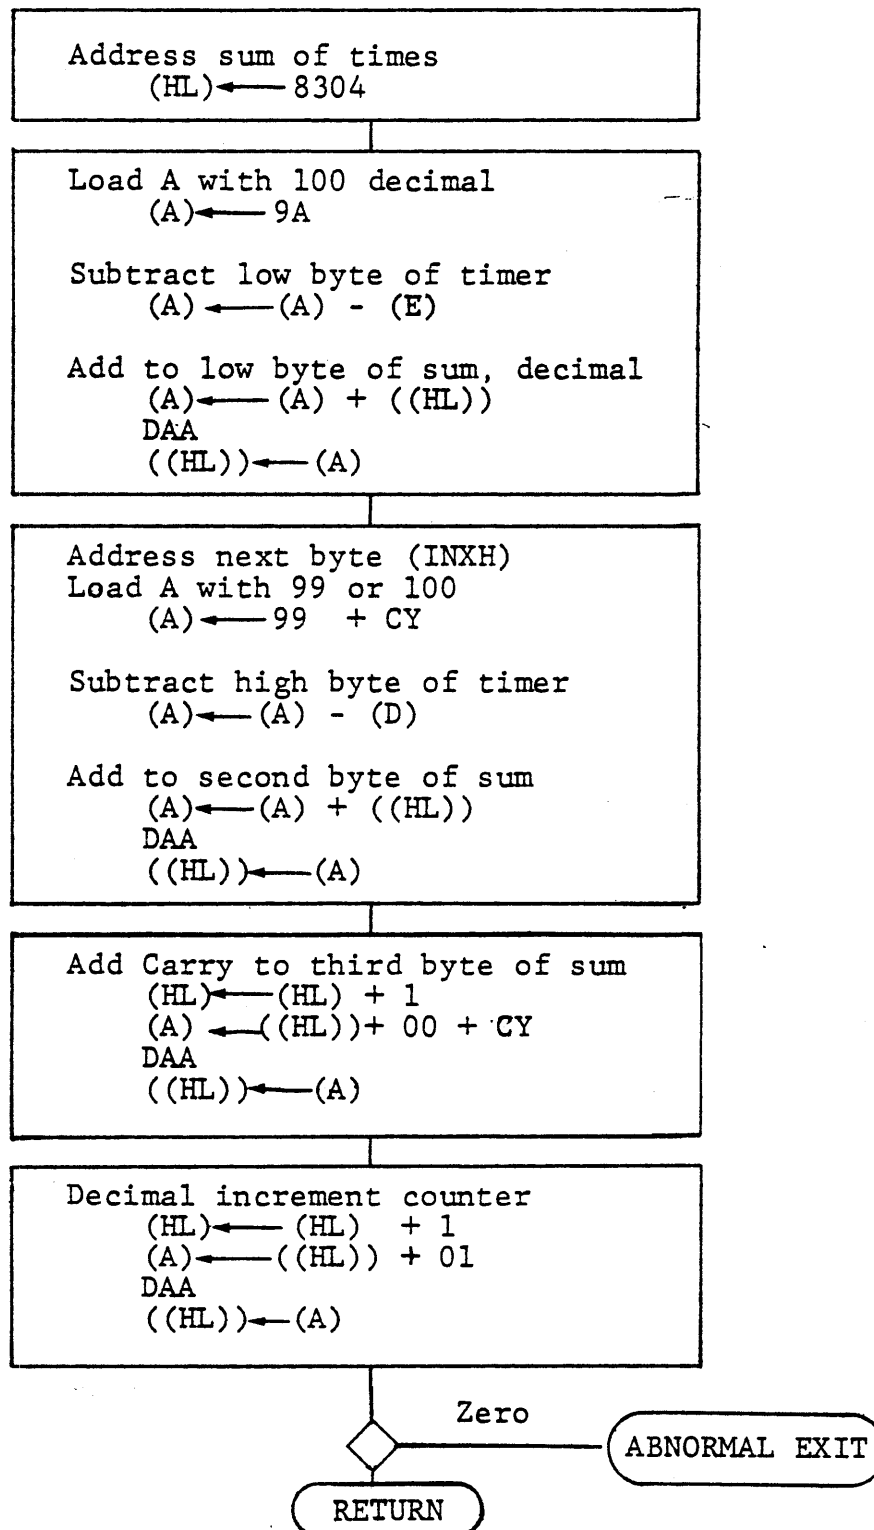 Address sum of times
(HL)←8304
Load A with 100 decimal
(A)←9A
Subtract low byte of timer
(A)←(A) - (E)
Add to low byte of sum, decimal
(A)←(A) + ((HL))
DAA
((HL))←(A)
Address next byte (INXH)
Load A with 99 or 100
(A)←99 + CY
Subtract high byte of timer
(A)←(A) - (D)
Add to second byte of sum
(A)←(A) + ((HL))
DAA
((HL))←(A)
Add Carry to third byte of sum
(HL)←(HL) + 1
(A)←((HL))+ 00 + CY
DAA
((HL))←(A)
Decimal increment counter
(HL)←(HL) + 1
(A)←((HL)) + 01
DAA
((HL))←(A)
Zero
ABNORMAL EXIT
RETURN